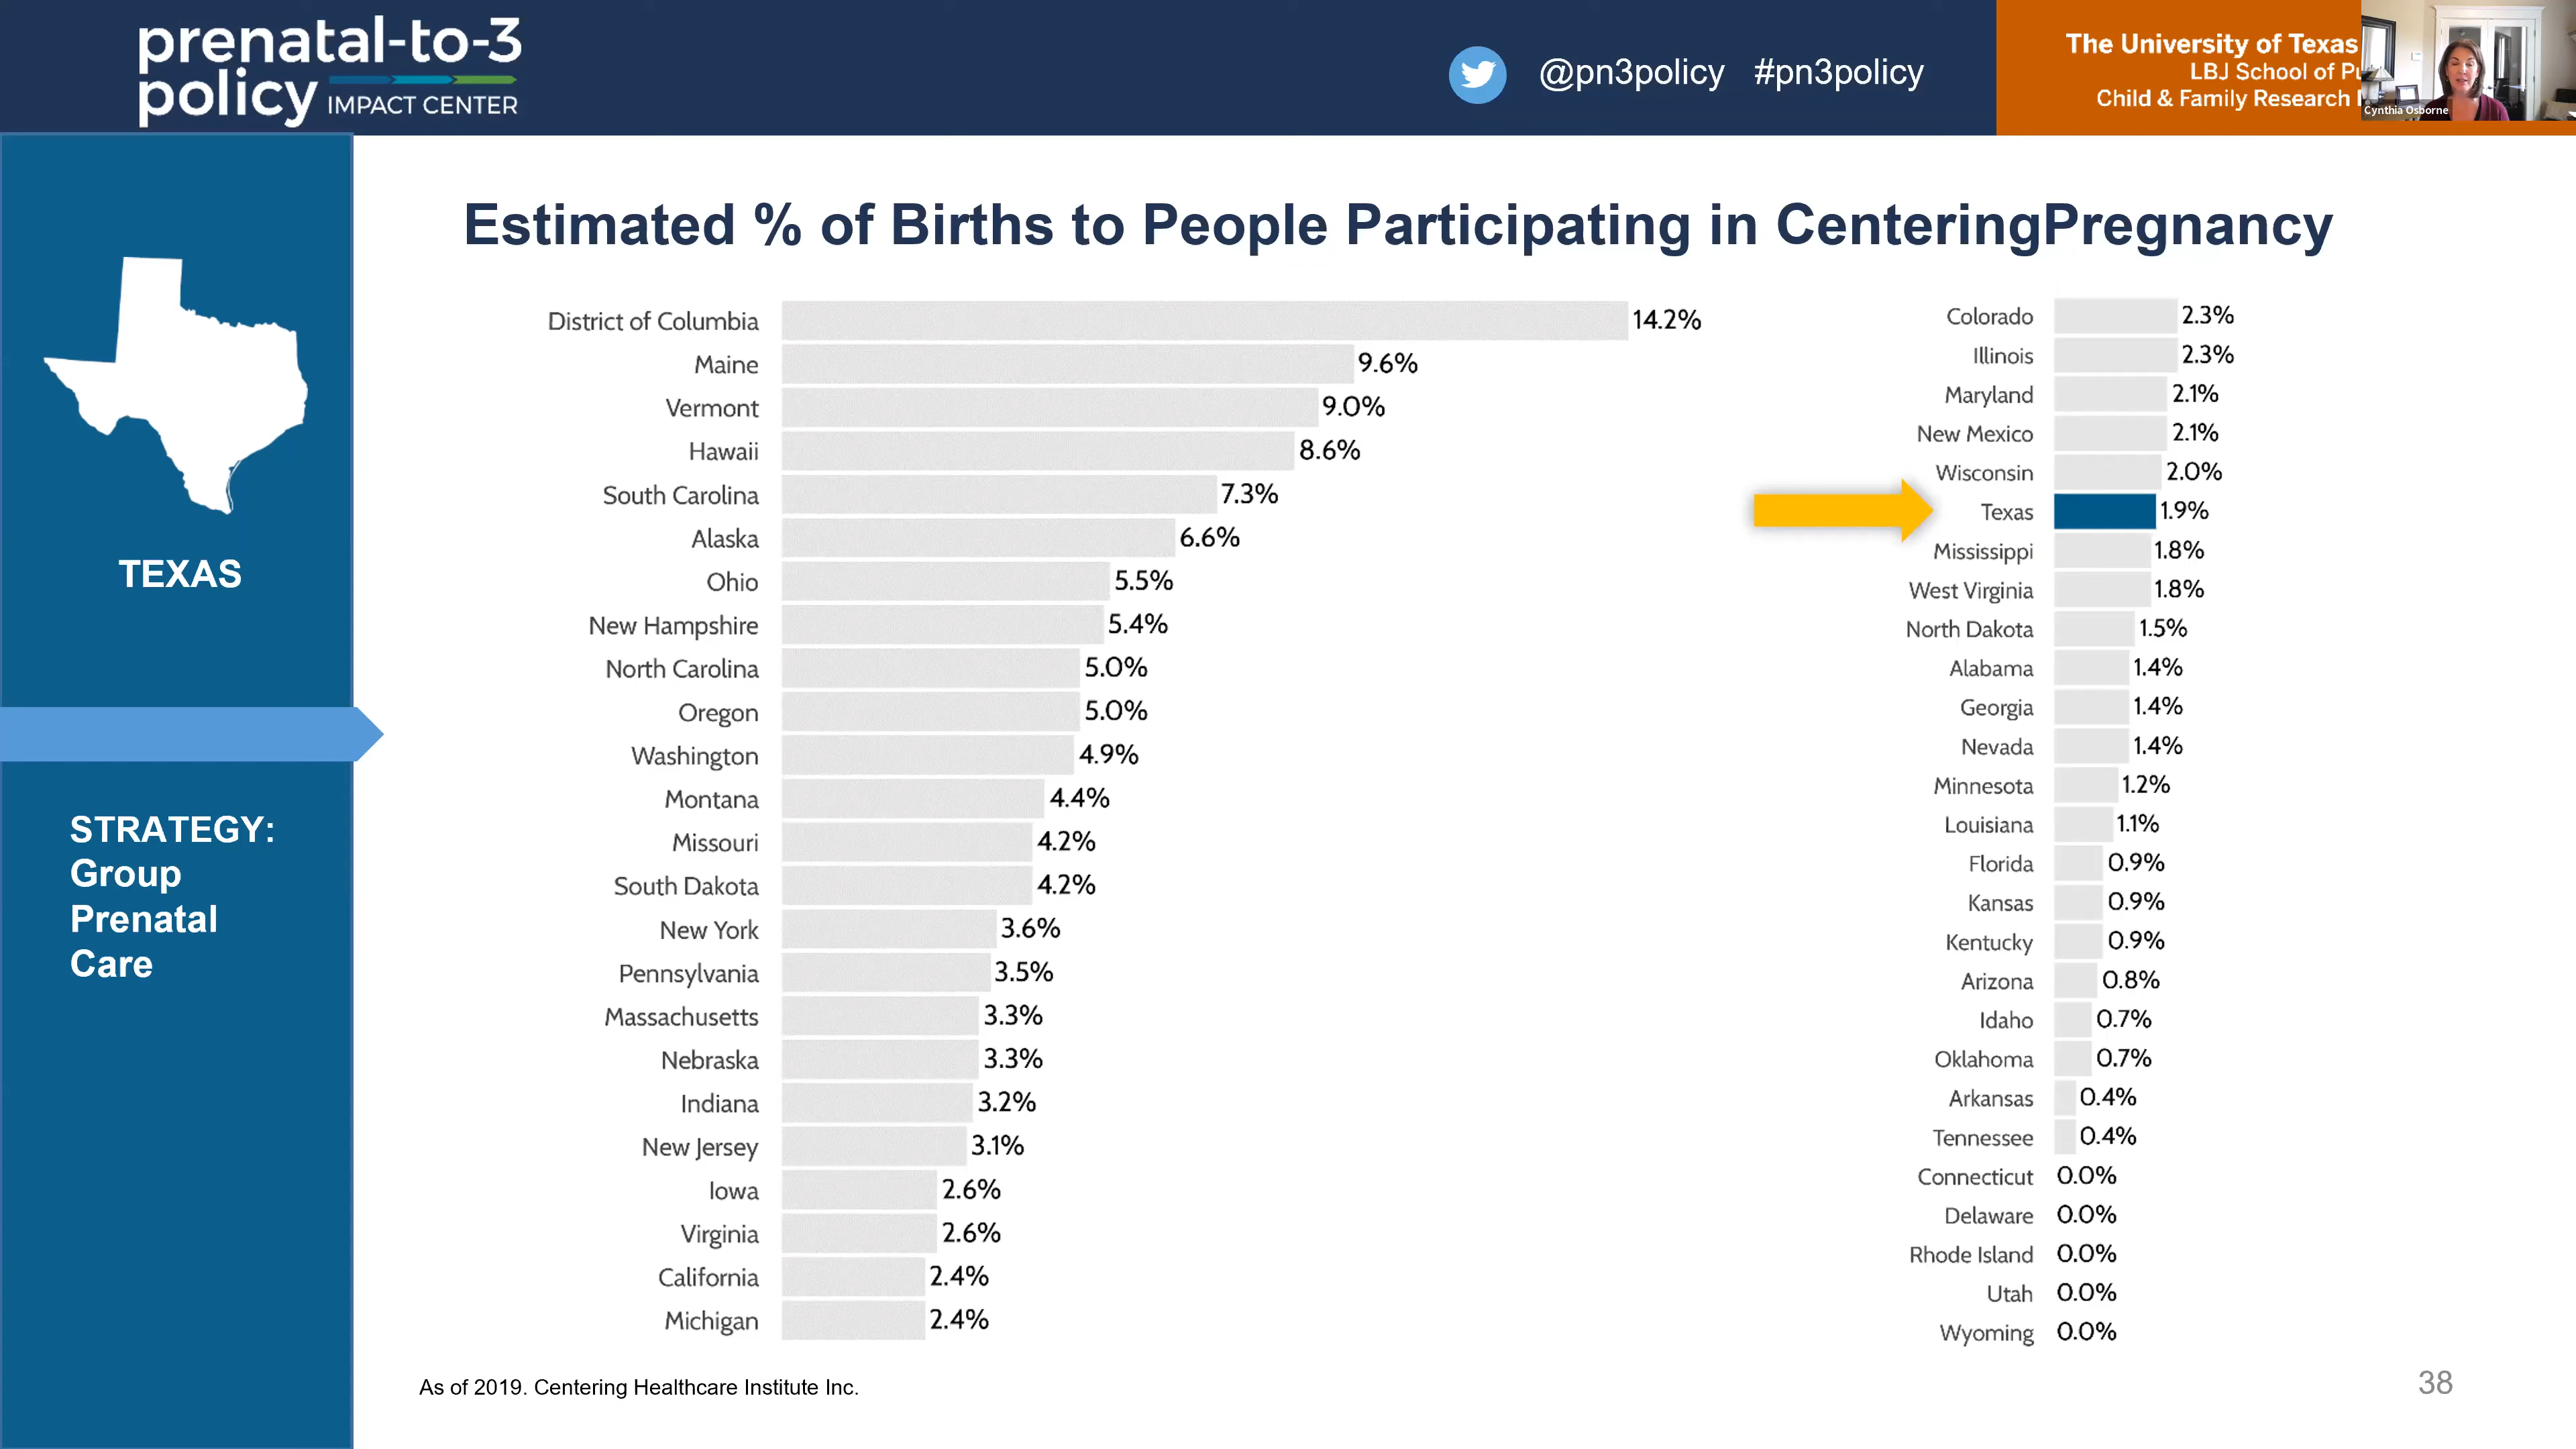 prenatal-to-3
policy IMPACT CENTER
@pn3policy #pn3policy
The University of Texas
LBJ School of
Child & Family Research
Cynthia Osborne
TEXAS
STRATEGY:
Group
Prenatal
Care
Estimated % of Births to People Participating in CenteringPregnancy
District of Columbia 14.2%
Maine 9.6%
Vermont 9.0%
Hawaii 8.6%
South Carolina 7.3%
Alaska 6.6%
Ohio 5.5%
New Hampshire 5.4%
North Carolina 5.0%
Oregon 5.0%
Washington 4.9%
Montana 4.4%
Missouri 4.2%
South Dakota 4.2%
New York 3.6%
Pennsylvania 3.5%
Massachusetts 3.3%
Nebraska 3.3%
Indiana 3.2%
New Jersey 3.1%
Iowa 2.6%
Virginia 2.6%
California 2.4%
Michigan 2.4%
Colorado 2.3%
Illinois 2.3%
Maryland 2.1%
New Mexico 2.1%
Wisconsin 2.0%
Texas 1.9%
Mississippi 1.8%
West Virginia 1.8%
North Dakota 1.5%
Alabama 1.4%
Georgia 1.4%
Nevada 1.4%
Minnesota 1.2%
Louisiana 1.1%
Florida 0.9%
Kansas 0.9%
Kentucky 0.9%
Arizona 0.8%
Idaho 0.7%
Oklahoma 0.7%
Arkansas 0.4%
Tennessee 0.4%
Connecticut 0.0%
Delaware 0.0%
Rhode Island 0.0%
Utah 0.0%
Wyoming 0.0%
As of 2019. Centering Healthcare Institute Inc.
38